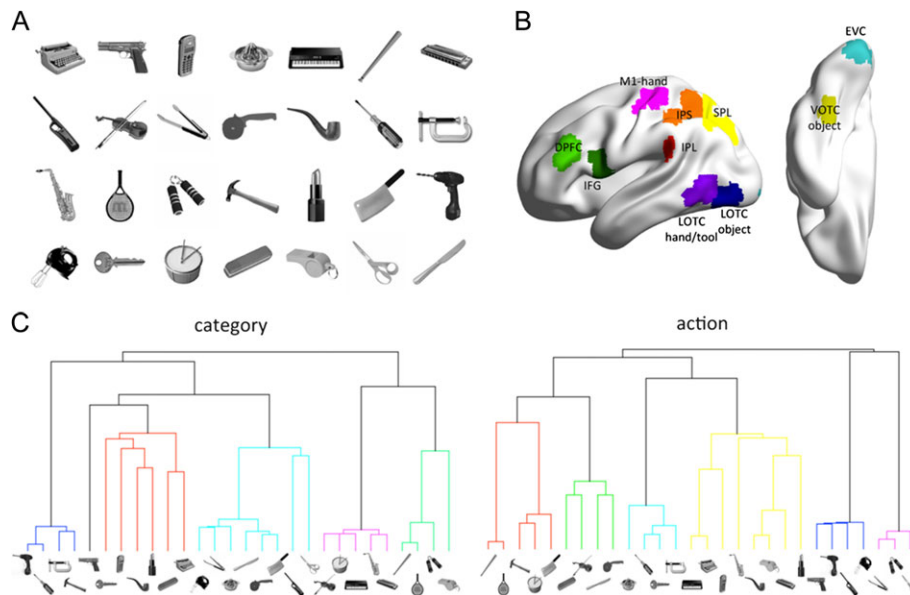 A
B
EVC
M1-hand
IPS
SPL
VOTC
object
DPFC
IPL
IFG
LOTC
hand/tool
LOTC
object
C
category
action